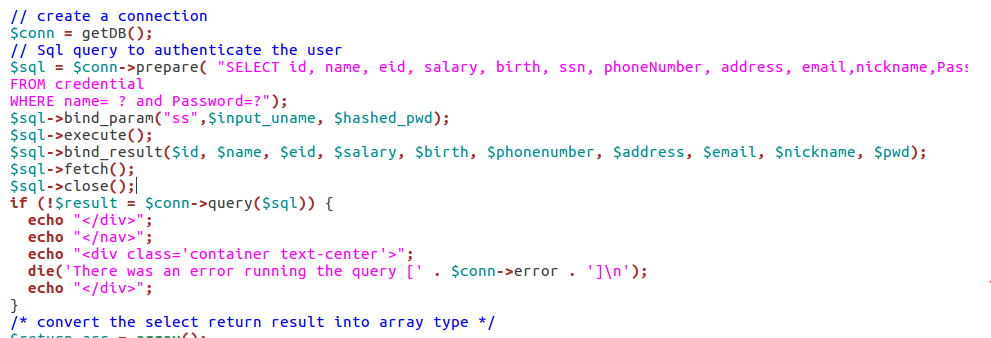 // create a connection
$conn = getDB();
// Sql query to authenticate the user
$sql = $conn->prepare( "SELECT id, name, eid, salary, birth, ssn, phoneNumber, address, email,nickname,Pass
FROM credential
WHERE name= ? and Password=?");
$sql->bind_param("ss",$input_uname, $hashed_pwd);
$sql->execute();
$sql->bind_result($id, $name, $eid, $salary, $birth, $phonenumber, $address, $email, $nickname, $pwd);
$sql->fetch();
$sql->close();
if (!$result = $conn->query($sql)) {
  echo "</div>";
  echo "</nav>";
  echo "<div class='container text-center'>";
  die('There was an error running the query [' . $conn->error . ']\n');
  echo "</div>";
}
/* convert the select return result into array type */
$return_arr = array();